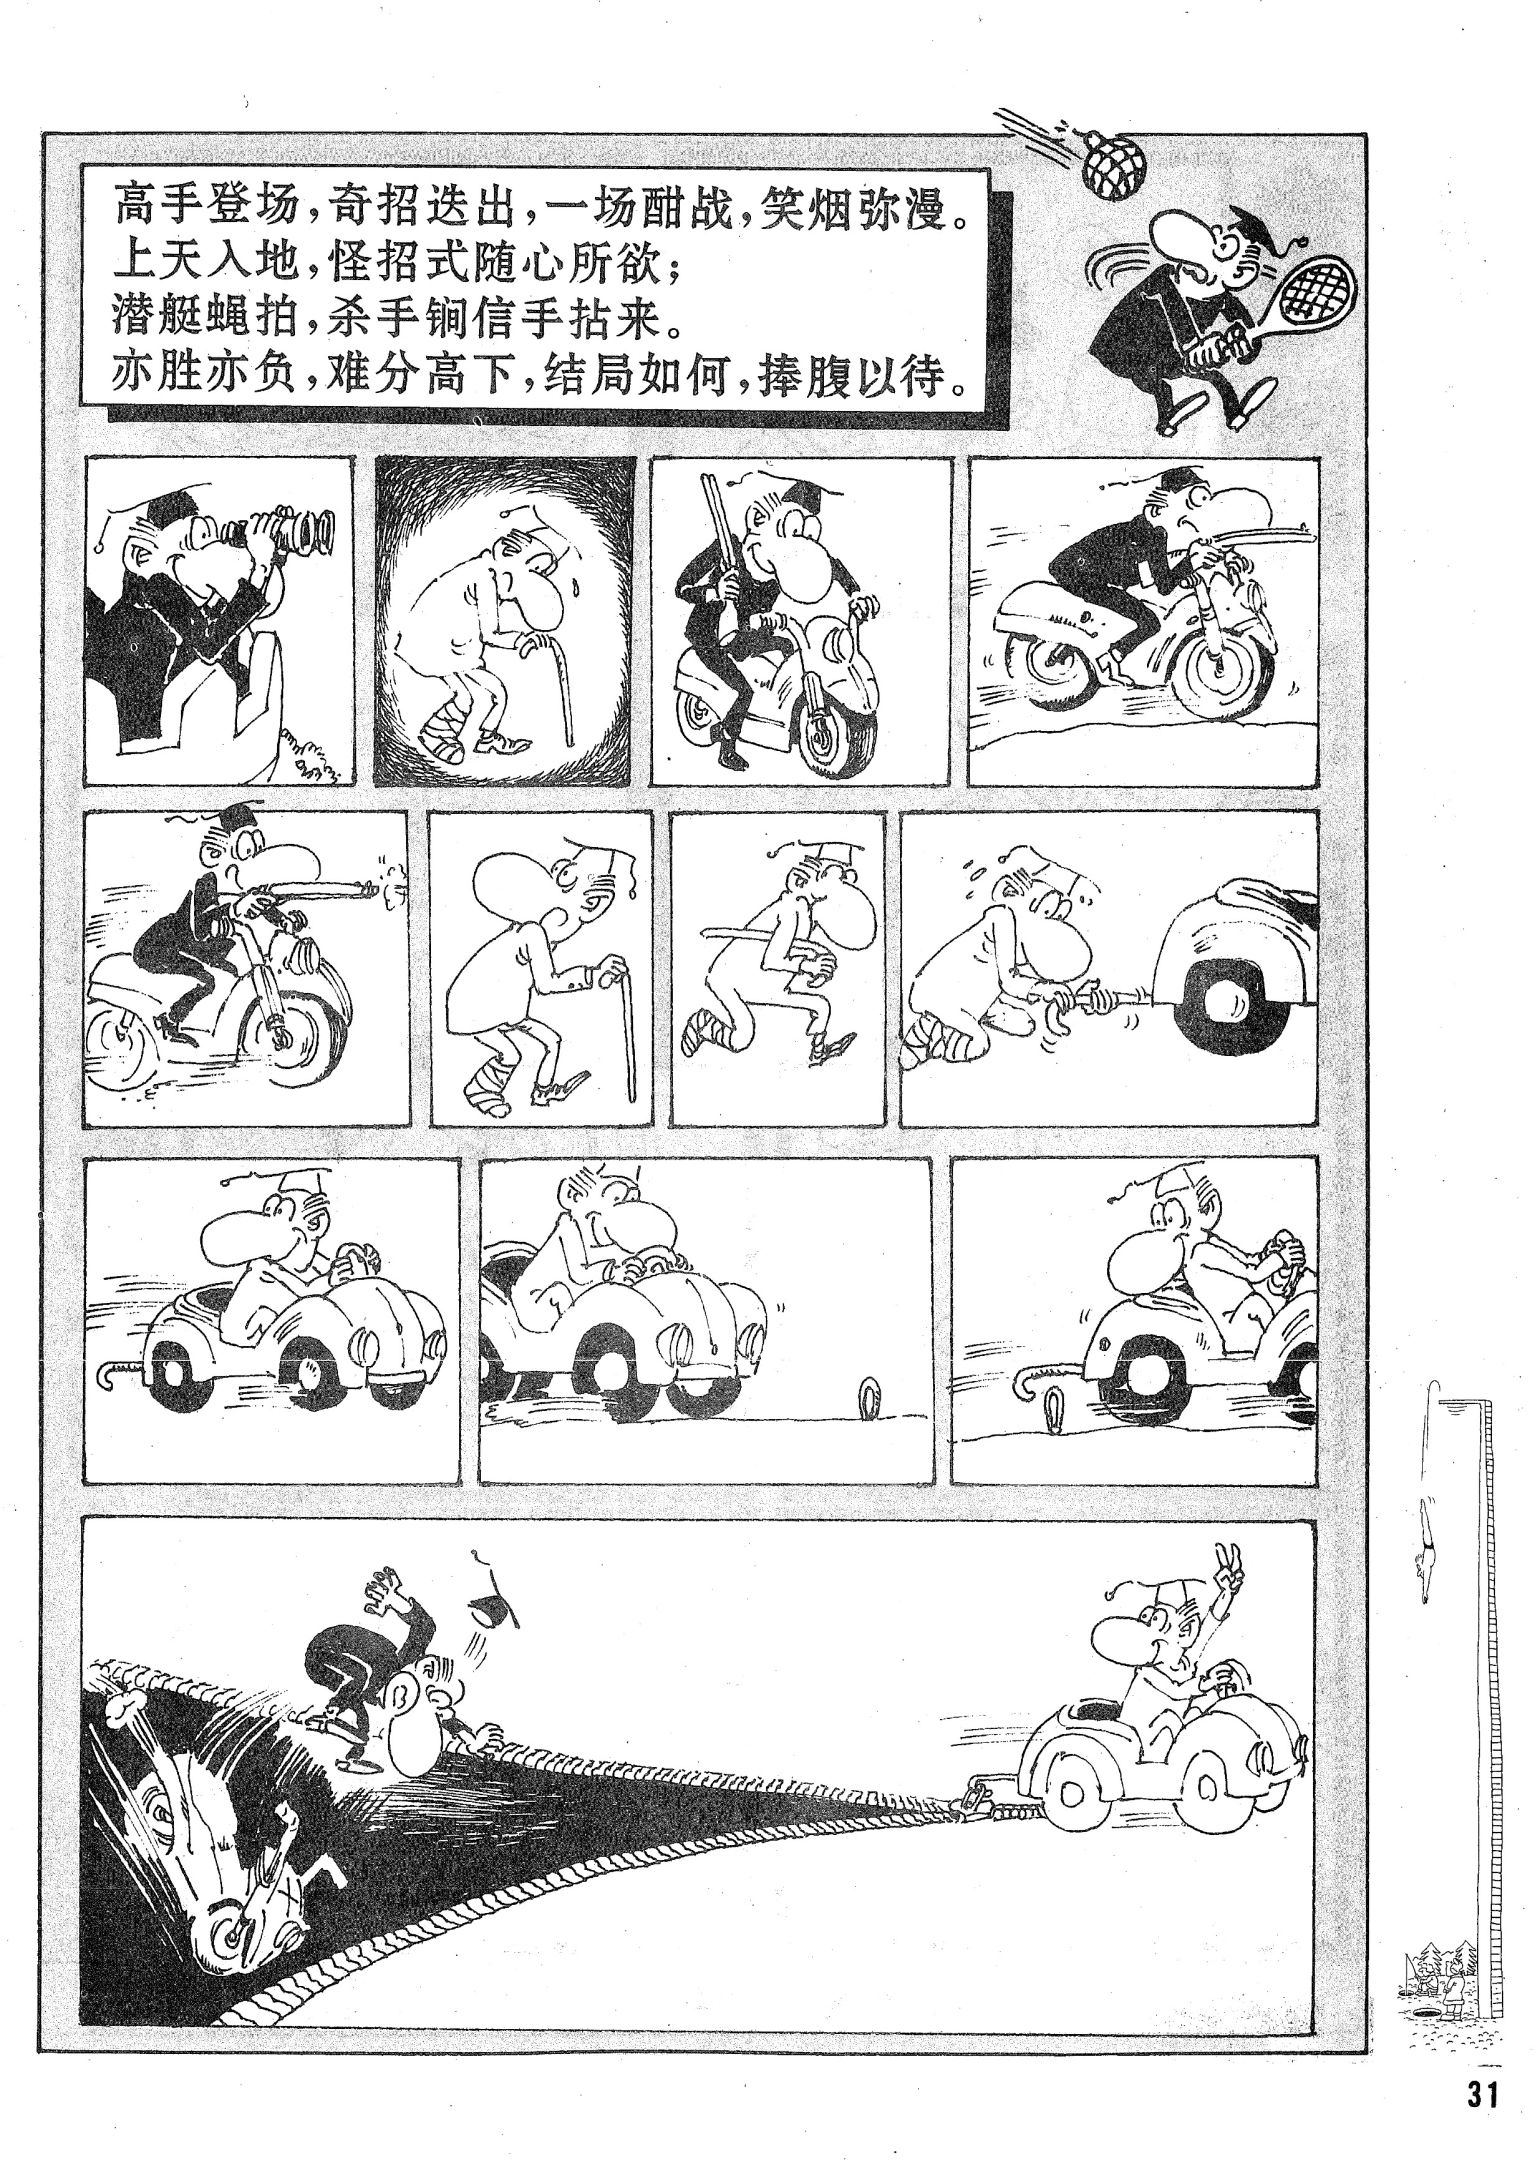 高手登场，奇招迭出，一场酣战，笑烟弥漫。
上天入地，怪招式随心所欲；
潜艇蝇拍，杀手锏信手拈来。
亦胜亦负，难分高下，结局如何，捧腹以待。
31